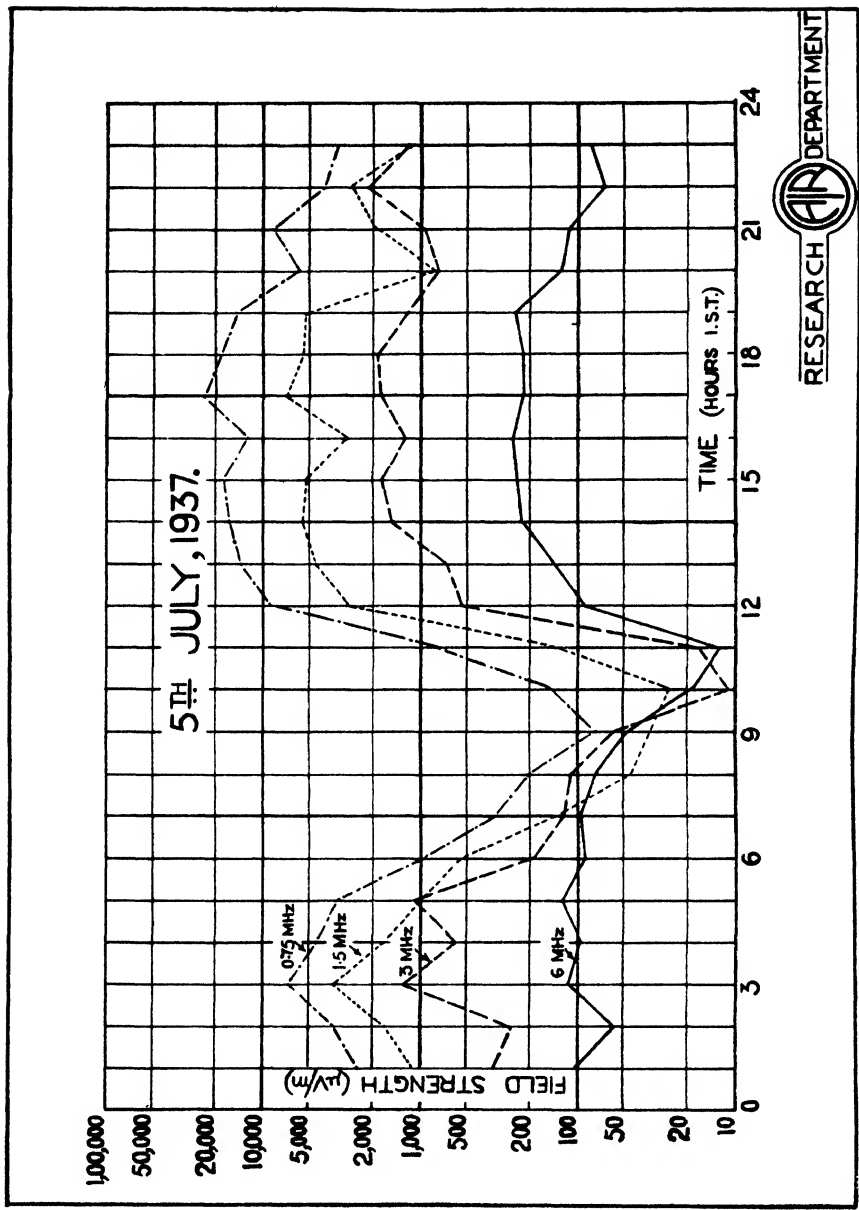 5TH JULY, 1937.
FIELD STRENGTH (μV/m)
1,00,000
50,000
20,000
10,000
5,000
2,000
1,000
500
200
100
50
20
10
0.75 MHz
1.5 MHz
3 MHz
6 MHz
0
3
6
9
12
15
18
21
24
TIME (HOURS I.S.T.)
RESEARCH AIR DEPARTMENT